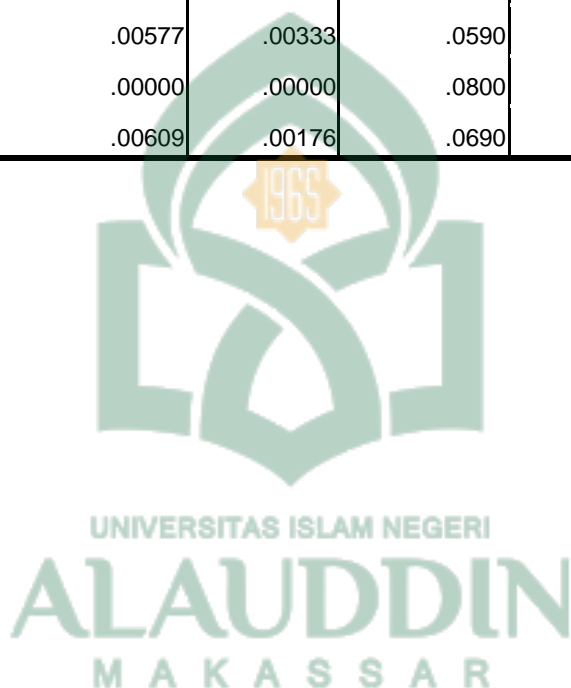 .00577 .00333 .0590
.00000 .00000 .0800
.00609 .00176 .0690
1965
UNIVERSITAS ISLAM NEGERI
ALAUDDIN
MAKASSAR